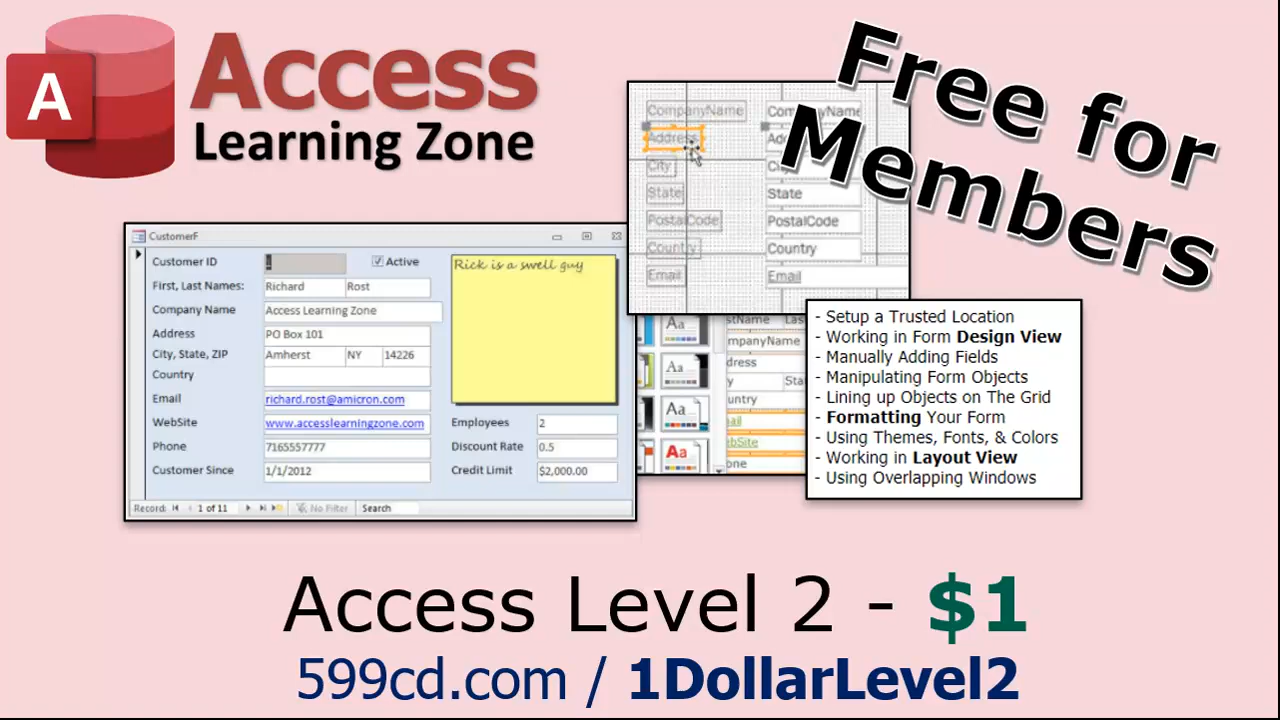 A
Access
Learning Zone
Free for
Members
CompanyName CompanyName
Address
City
State State
PostalCode PostalCode
Country Country
Email Email
CustomerF
Customer ID Active
First, Last Names: Richard Rost
Company Name Access Learning Zone
Address PO Box 101
City, State, ZIP Amherst NY 14226
Country
Email richard.rost@amicron.com
WebSite www.accesslearningzone.com
Phone 7165557777
Customer Since 1/1/2012
Rick is a swell guy
Employees 2
Discount Rate 0.5
Credit Limit $2,000.00
Record: 1 of 11 No Filter Search
Aa
Aa
Aa
Aa
- Setup a Trusted Location
- Working in Form Design View
- Manually Adding Fields
- Manipulating Form Objects
- Lining up Objects on The Grid
- Formatting Your Form
- Using Themes, Fonts, & Colors
- Working in Layout View
- Using Overlapping Windows
Access Level 2 - $1
599cd.com / 1DollarLevel2